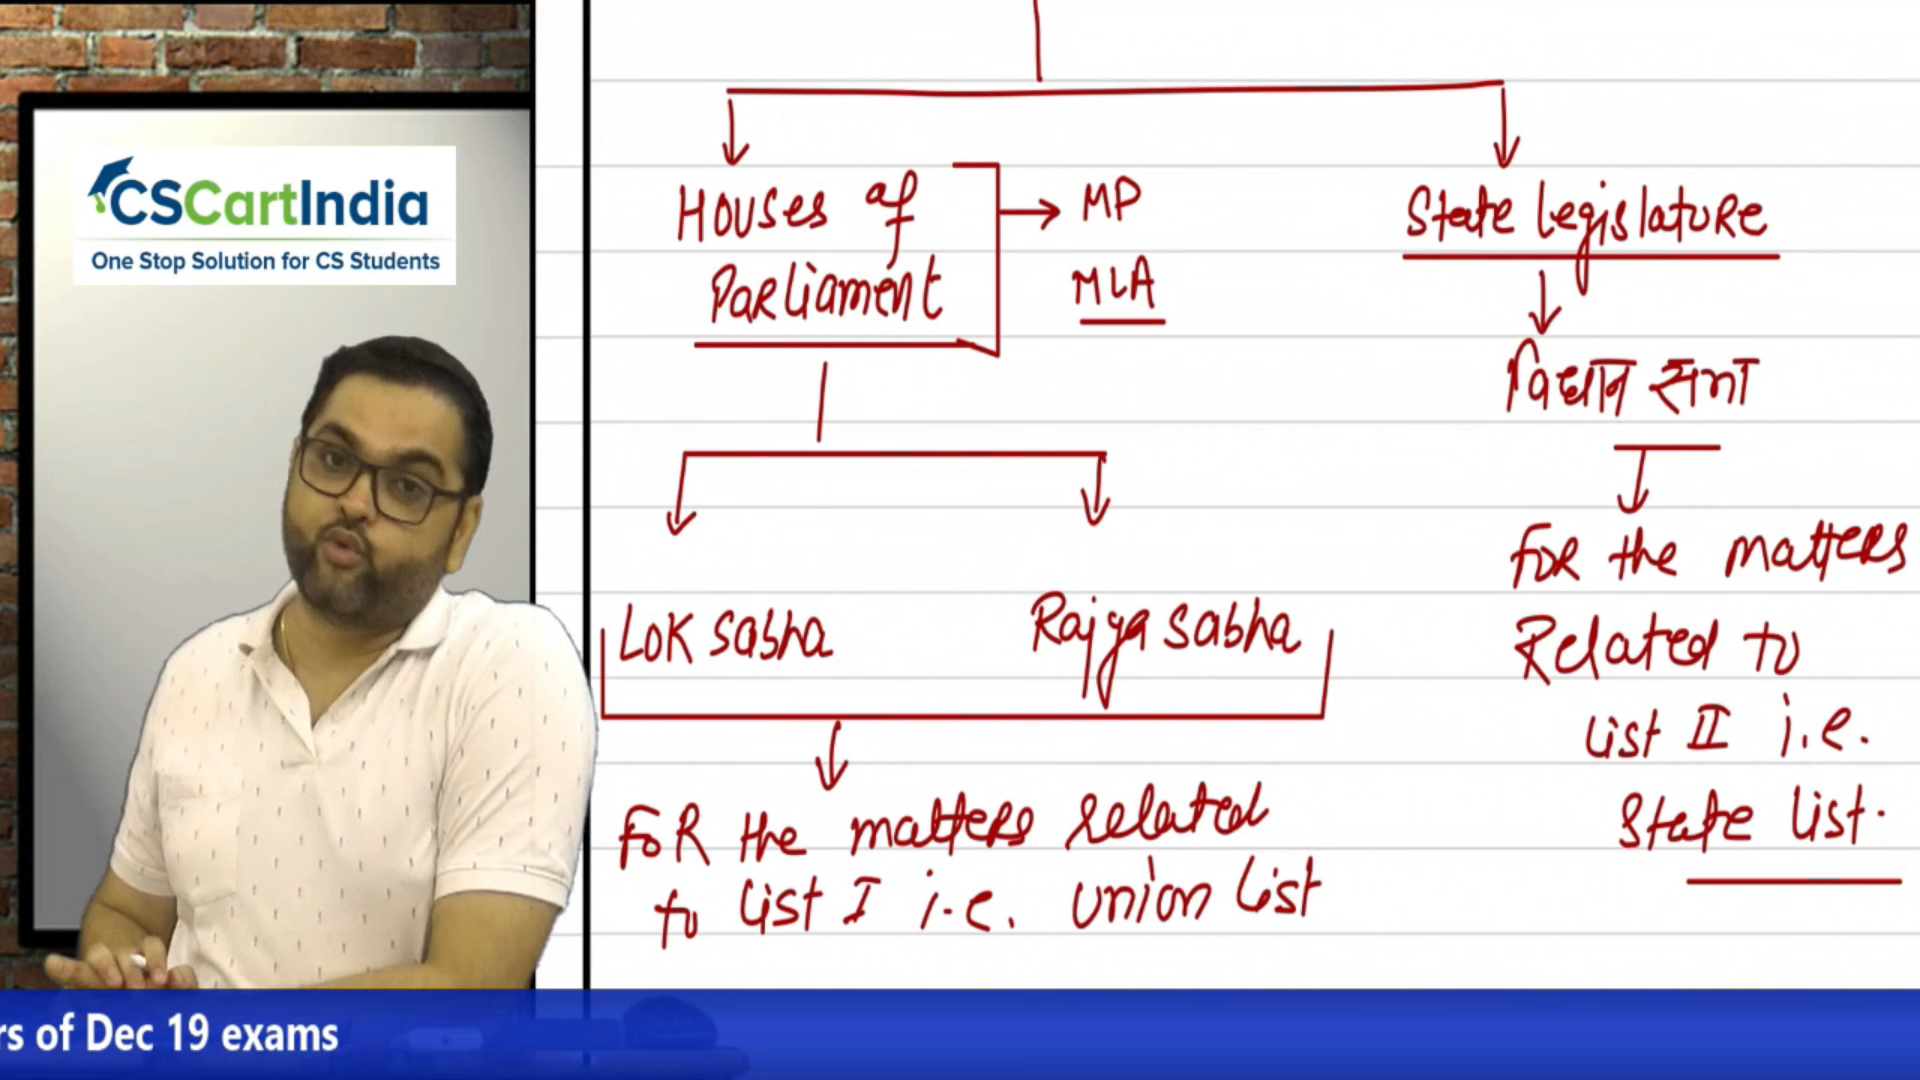 CSCartIndia
One Stop Solution for CS Students
Houses of
Parliament
MP
MLA
State legislature
विधान सभा
Lok sabha
Rajya sabha
For the matters
Related to
list II i.e.
State list.
For the matters related
to list I i.e. union list
rs of Dec 19 exams